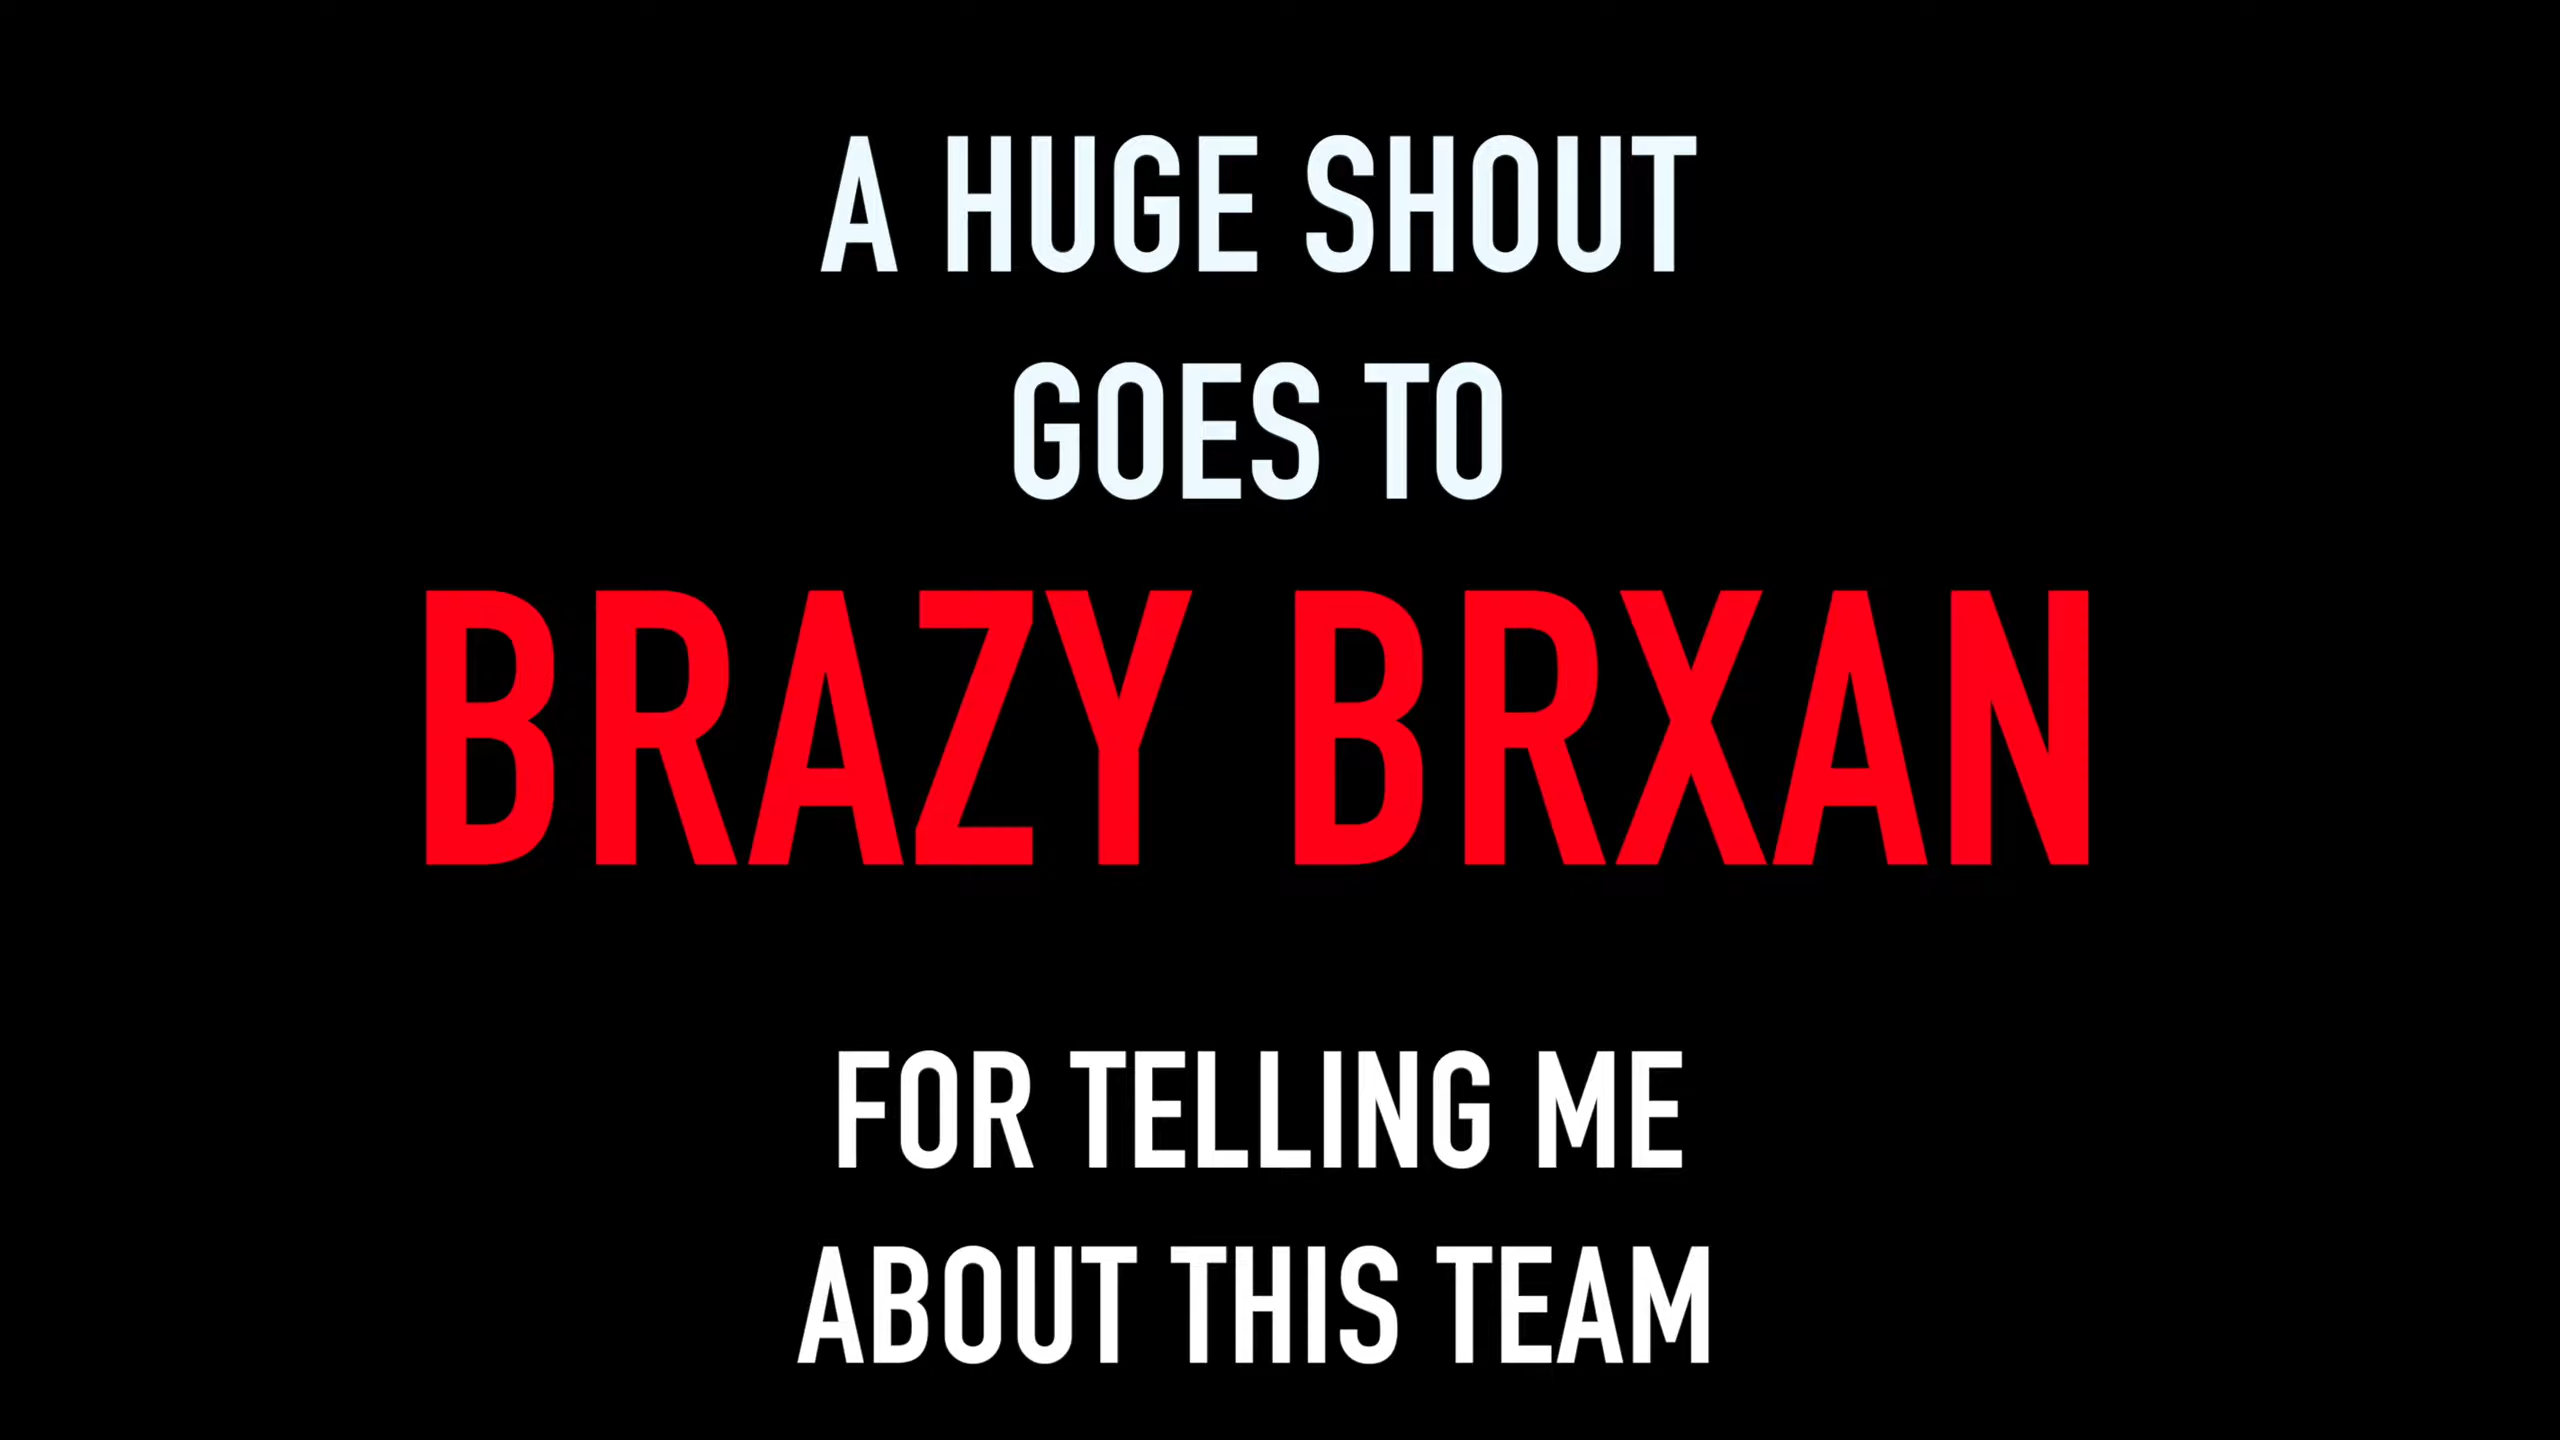 A HUGE SHOUT
GOES TO
BRAZY BRXAN
FOR TELLING ME
ABOUT THIS TEAM